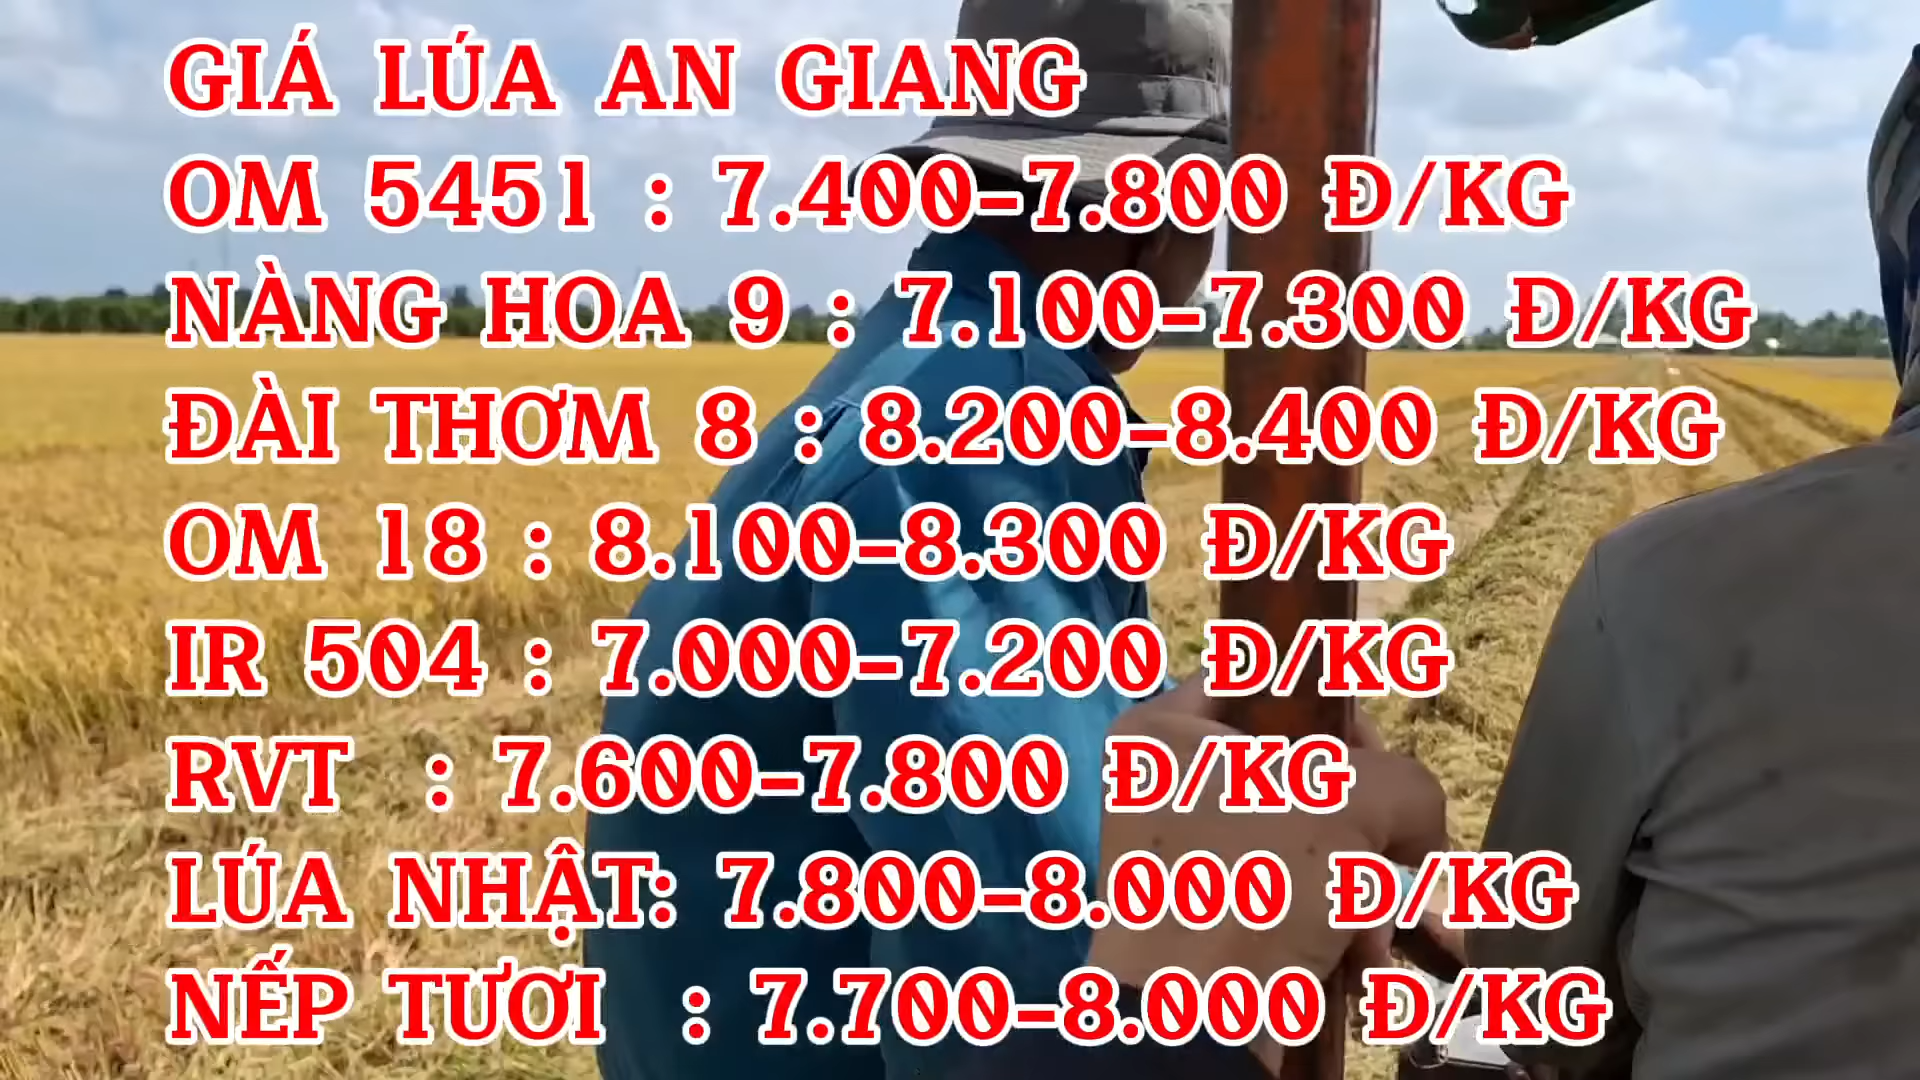 GIÁ LÚA AN GIANG
OM 5451 : 7.400-7.800 Đ/KG
NÀNG HOA 9 : 7.100-7.300 Đ/KG
ĐÀI THƠM 8 : 8.200-8.400 Đ/KG
OM 18 : 8.100-8.300 Đ/KG
IR 504 : 7.000-7.200 Đ/KG
RVT : 7.600-7.800 Đ/KG
LÚA NHẬT: 7.800-8.000 Đ/KG
NẾP TƯƠI : 7.700-8.000 Đ/KG